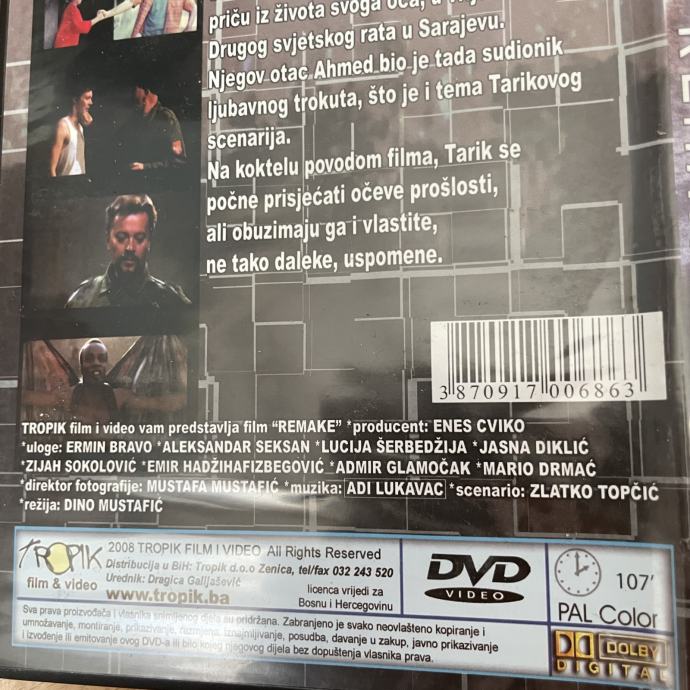 priču iz života svoga oca, u
Drugog svjetskog rata u Sarajevu.
Njegov otac Ahmed bio je tada sudionik
ljubavnog trokuta, što je i tema Tarikovog
scenarija.
Na koktelu povodom filma, Tarik se
počne prisjećati očeve prošlosti,
ali obuzimaju ga i vlastite,
ne tako daleke, uspomene.
3 870917 006863
TROPIK film i video vam predstavlja film “REMAKE” *producent: ENES CVIKO
*uloge: ERMIN BRAVO *ALEKSANDAR SEKSAN *LUCIJA ŠERBEDŽIJA *JASNA DIKLIĆ
*ZIJAH SOKOLOVIĆ *EMIR HADŽIHAFIZBEGOVIĆ *ADMIR GLAMOČAK *MARIO DRMAĆ
*direktor fotografije: MUSTAFA MUSTAFIĆ *muzika: ADI LUKAVAC *scenario: ZLATKO TOPČIĆ
*režija: DINO MUSTAFIĆ
TROPIK
film & video
2008 TROPIK FILM I VIDEO All Rights Reserved
Distribucija u BiH: Tropik d.o.o Zenica, tel/fax 032 243 520
Urednik: Dragica Galijašević
www.tropik.ba
licenca vrijedi za
Bosnu i Hercegovinu
DVD
VIDEO
107'
PAL Color
DOLBY
DIGITAL
Sva prava proizvođača i vlasnika snimljenog djela su pridržana. Zabranjeno je svako neovlašteno kopiranje i
umnožavanje, montiranje, prikazivanje, razmjena, iznajmljivanje, posudba, davanje u zakup, javno prikazivanje
i izvođenje ili emitovanje ovog DVD-a ili bilo kojeg njegovog dijela bez dopuštenja vlasnika prava.